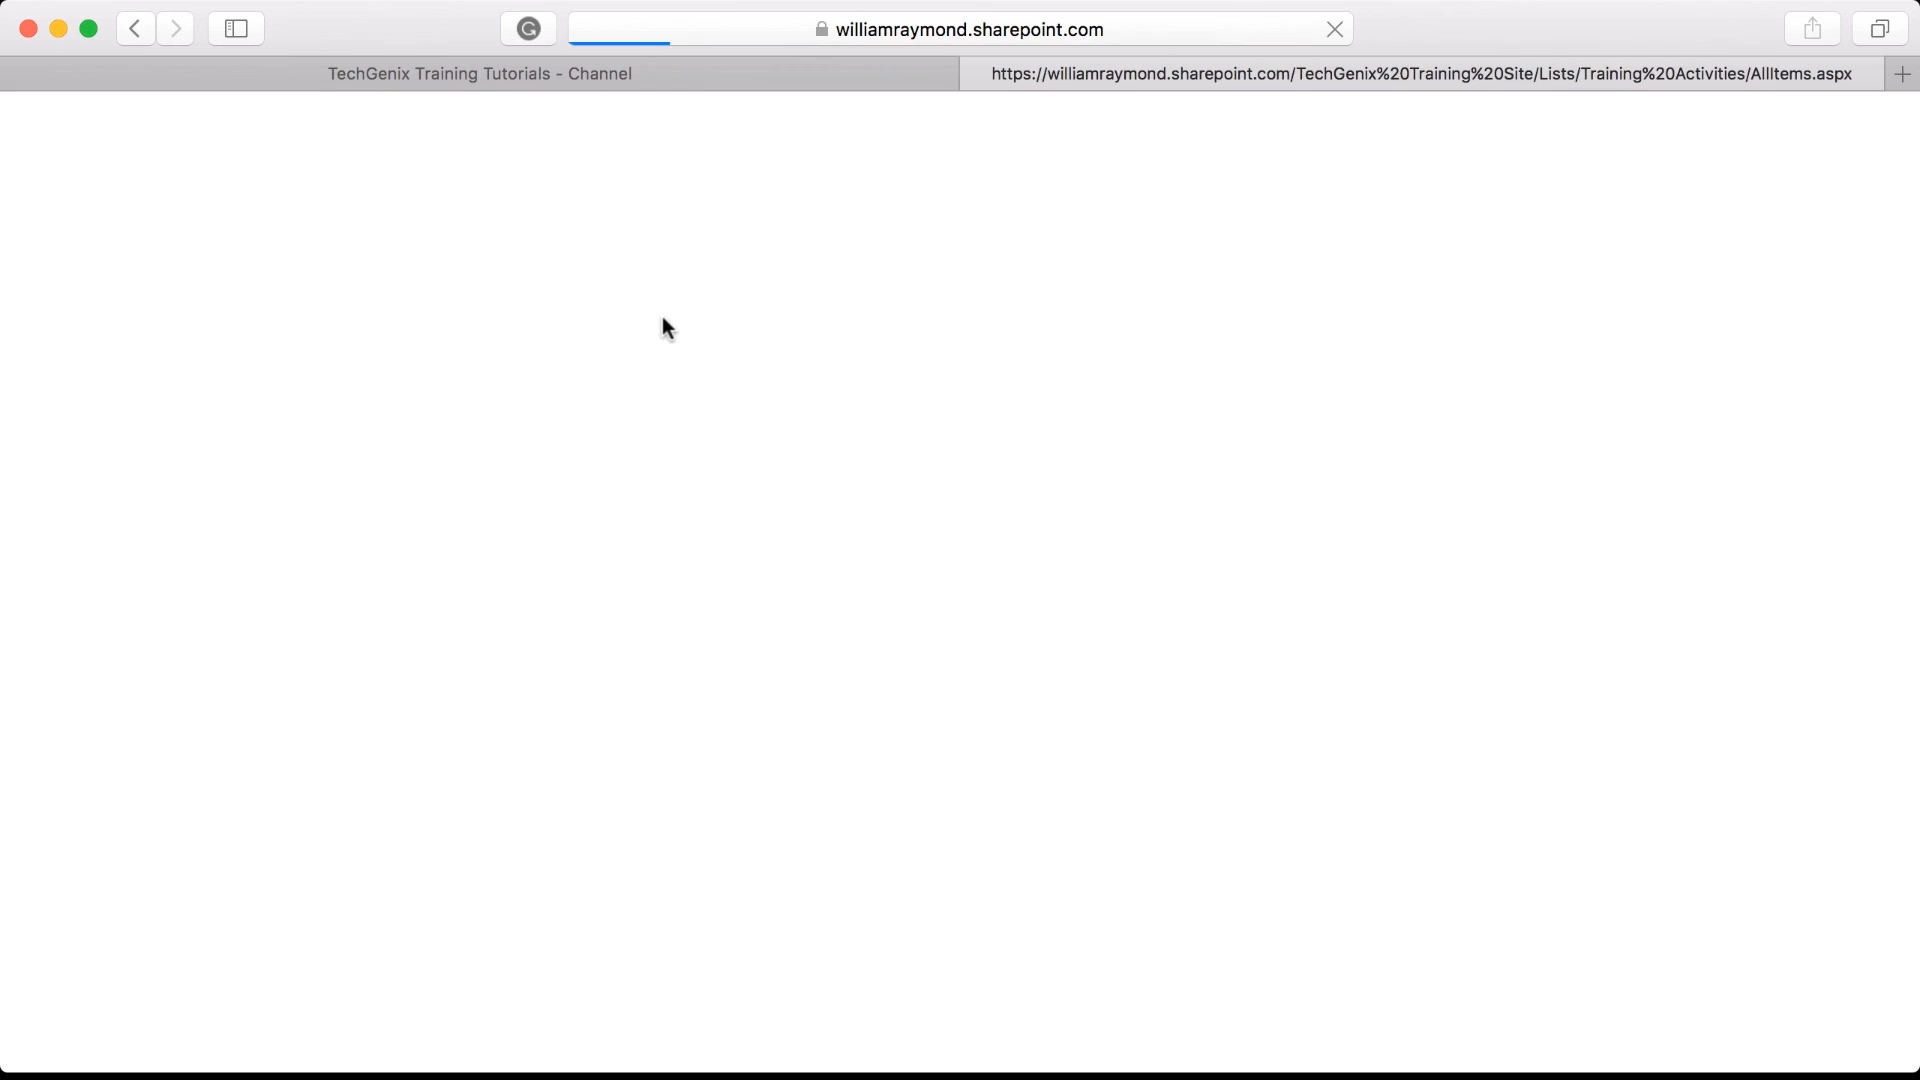 williamraymond.sharepoint.com
TechGenix Training Tutorials - Channel
https://williamraymond.sharepoint.com/TechGenix%20Training%20Site/Lists/Training%20Activities/AllItems.aspx